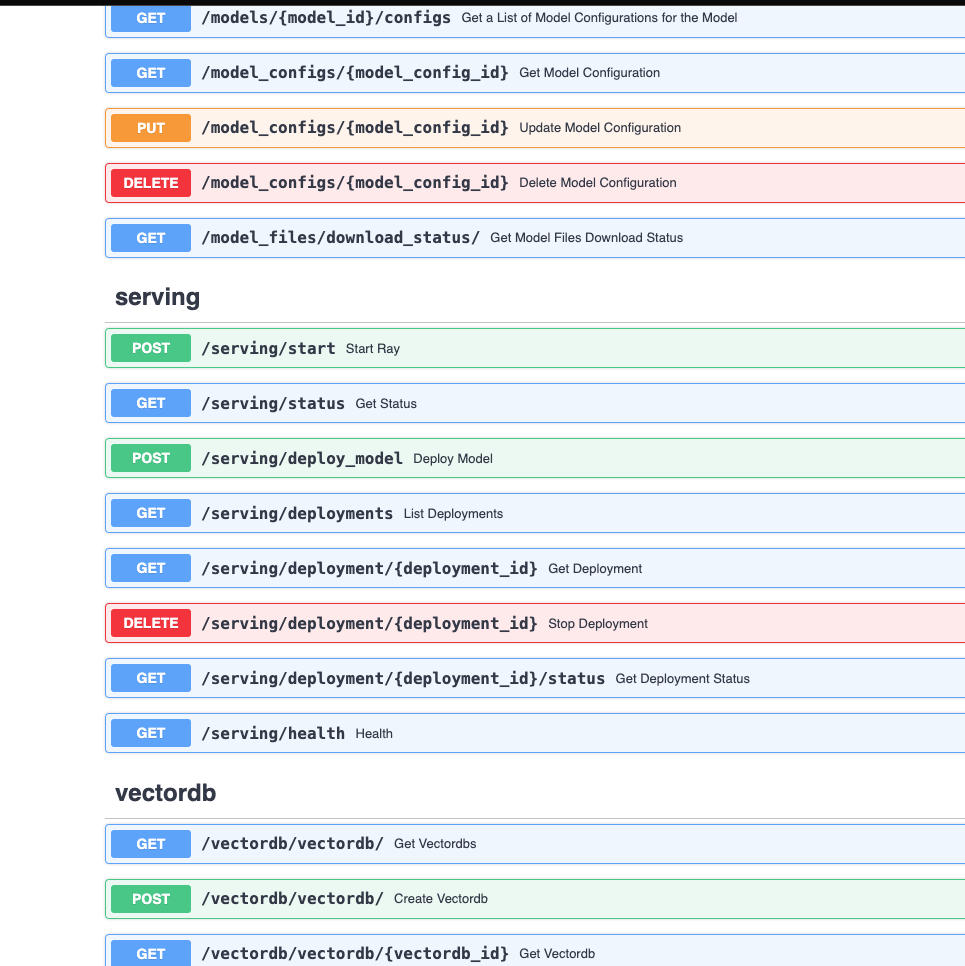 GET /models/{model_id}/configs Get a List of Model Configurations for the Model
GET /model_configs/{model_config_id} Get Model Configuration
PUT /model_configs/{model_config_id} Update Model Configuration
DELETE /model_configs/{model_config_id} Delete Model Configuration
GET /model_files/download_status/ Get Model Files Download Status
serving
POST /serving/start Start Ray
GET /serving/status Get Status
POST /serving/deploy_model Deploy Model
GET /serving/deployments List Deployments
GET /serving/deployment/{deployment_id} Get Deployment
DELETE /serving/deployment/{deployment_id} Stop Deployment
GET /serving/deployment/{deployment_id}/status Get Deployment Status
GET /serving/health Health
vectordb
GET /vectordb/vectordb/ Get Vectordbs
POST /vectordb/vectordb/ Create Vectordb
GET /vectordb/vectordb/{vectordb_id} Get Vectordb